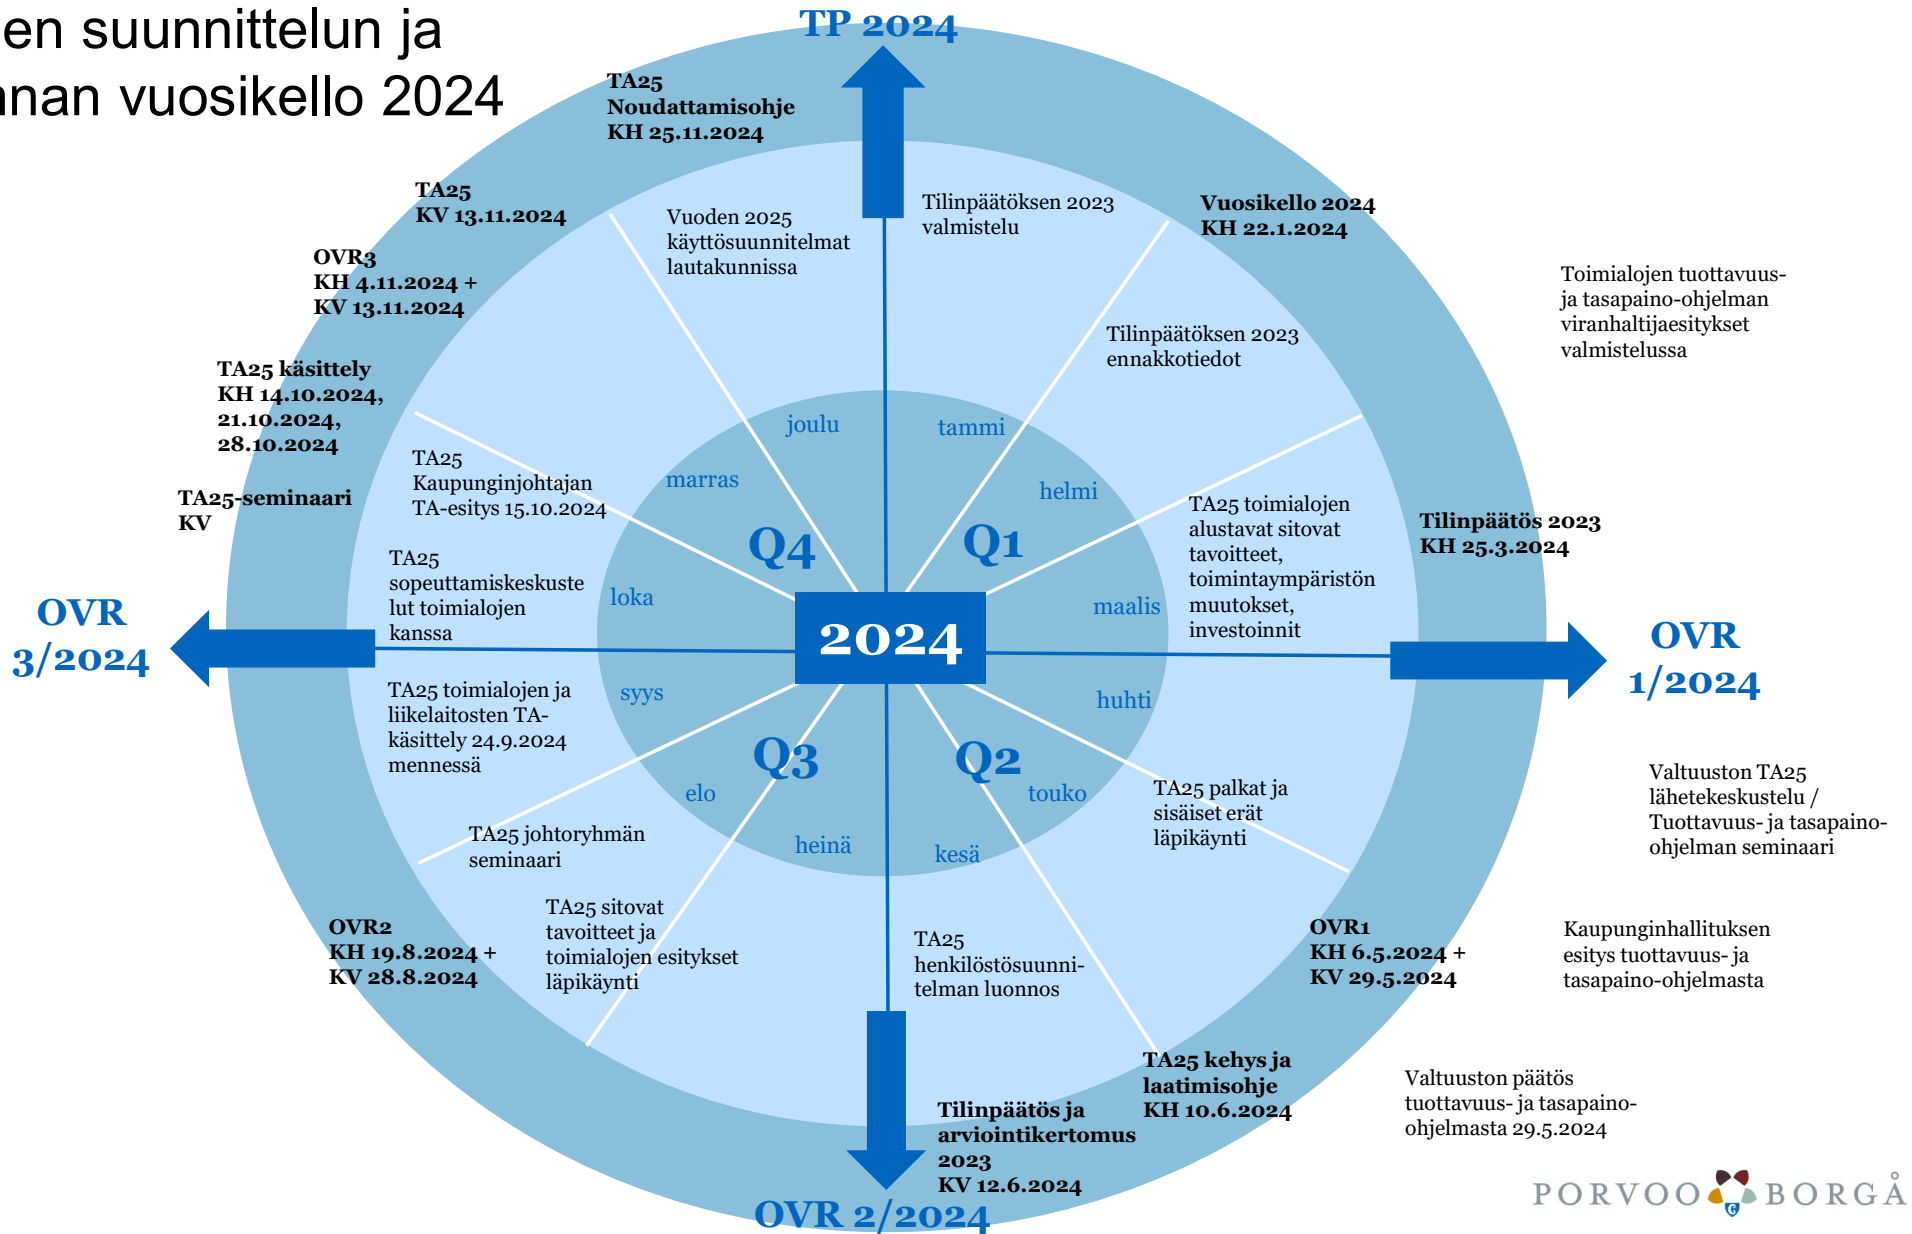 en suunnittelun ja
nan vuosikello 2024
TP 2024
TA25
Noudattamisohje
KH 25.11.2024
TA25
KV 13.11.2024
OVR3
KH 4.11.2024 +
KV 13.11.2024
TA25 käsittely
KH 14.10.2024,
21.10.2024,
28.10.2024
TA25-seminaari
KV
OVR
3/2024
Vuoden 2025
käyttösuunnitelmat
lautakunnissa
Tilinpäätöksen 2023
valmistelu
Vuosikello 2024
KH 22.1.2024
Tilinpäätöksen 2023
ennakkotiedot
Toimialojen tuottavuus-
ja tasapaino-ohjelman
viranhaltijaesitykset
valmistelussa
TA25
Kaupunginjohtajan
TA-esitys 15.10.2024
TA25
sopeuttamiskeskuste
lut toimialojen
kanssa
joulu
tammi
marras
helmi
Q4
Q1
loka
maalis
2024
TA25 toimialojen
alustavat sitovat
tavoitteet,
toimintaympäristön
muutokset,
investoinnit
Tilinpäätös 2023
KH 25.3.2024
OVR
1/2024
syys
huhti
Q3
Q2
elo
touko
heinä
kesä
TA25 toimialojen ja
liikelaitosten TA-
käsittely 24.9.2024
mennessä
TA25 johtoryhmän
seminaari
TA25 sitovat
tavoitteet ja
toimialojen esitykset
läpikäynti
OVR2
KH 19.8.2024 +
KV 28.8.2024
TA25 palkat ja
sisäiset erät
läpikäynti
TA25
henkilöstösuunni-
telman luonnos
OVR1
KH 6.5.2024 +
KV 29.5.2024
TA25 kehys ja
laatimisohje
KH 10.6.2024
Tilinpäätös ja
arviointikertomus
2023
KV 12.6.2024
OVR 2/2024
Valtuuston TA25
lähetekeskustelu /
Tuottavuus- ja tasapaino-
ohjelman seminaari
Kaupunginhallituksen
esitys tuottavuus- ja
tasapaino-ohjelmasta
Valtuuston päätös
tuottavuus- ja tasapaino-
ohjelmasta 29.5.2024
PORVOO BORGÅ